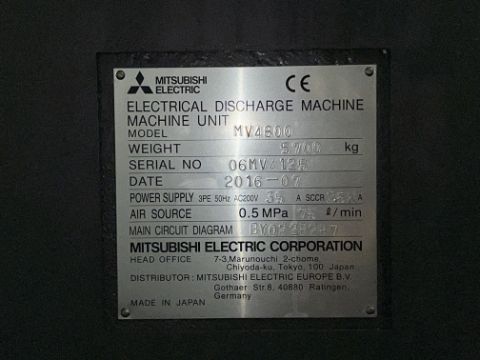 MITSUBISHI
ELECTRIC
CE
ELECTRICAL DISCHARGE MACHINE
MACHINE UNIT
MODEL MV4800
WEIGHT kg
SERIAL NO
DATE 2016-07
POWER SUPPLY 3PE 50Hz AC200V A SCCR A
AIR SOURCE 0.5 MPa ℓ/min
MAIN CIRCUIT DIAGRAM
MITSUBISHI ELECTRIC CORPORATION
HEAD OFFICE 7-3, Marunouchi 2-chome,
Chiyoda-ku, Tokyo, 100 Japan
DISTRIBUTOR : MITSUBISHI ELECTRIC EUROPE B.V.
Gothaer Str.8, 40880 Ratingen,
Germany
MADE IN JAPAN